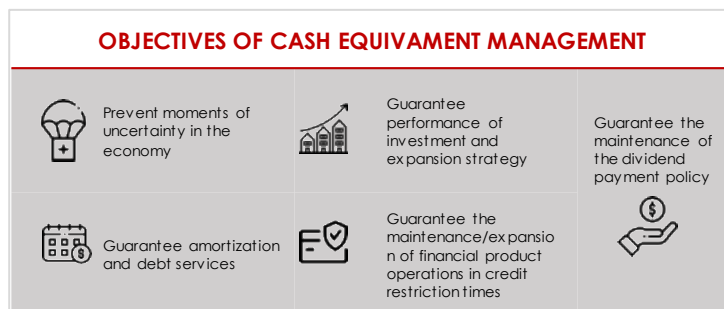 OBJECTIVES OF CASH EQUIVAMENT MANAGEMENT
Prevent moments of
uncertainty in the
economy
Guarantee
performance of
investment and
expansion strategy
Guarantee the
maintenance of
the dividend
payment policy
Guarantee amortization
and debt services
Guarantee the
maintenance/expansio
n of financial product
operations in credit
restriction times